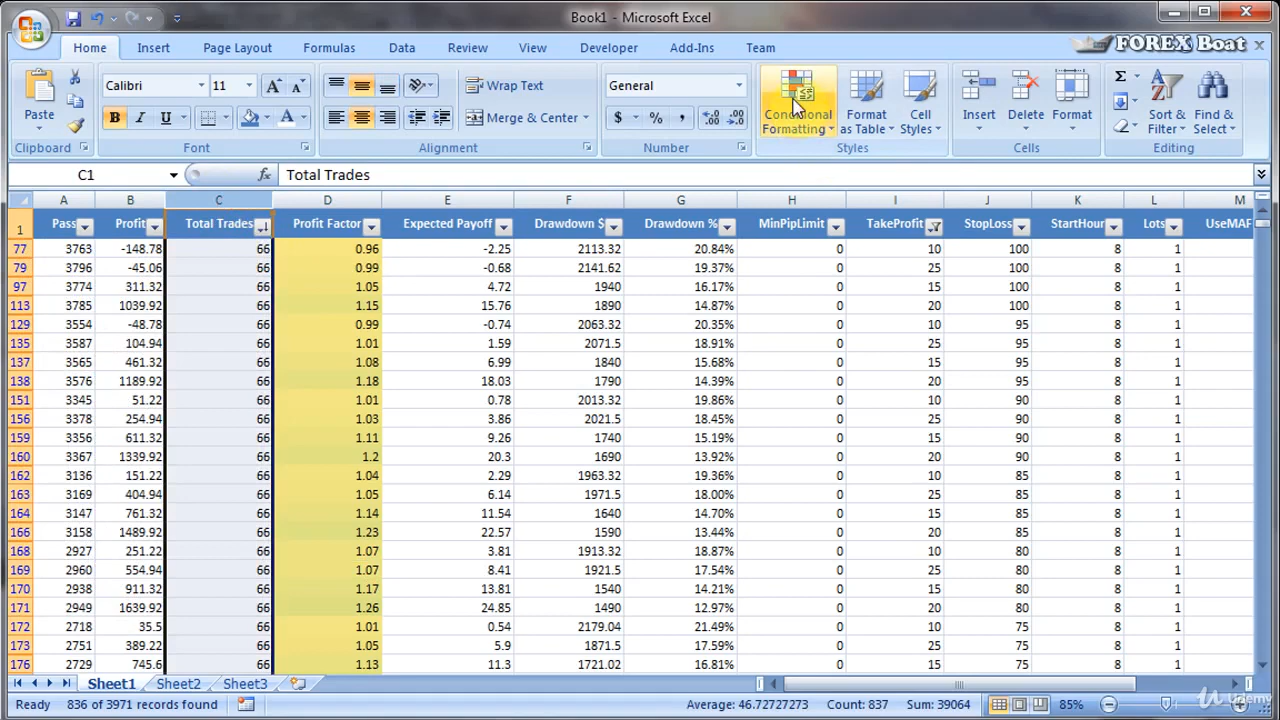 Book1 - Microsoft Excel
Home Insert Page Layout Formulas Data Review View Developer Add-Ins Team
FOREX Boat
Paste
Clipboard
Calibri 11
B I U
Font
Wrap Text
Merge & Center
Alignment
General
$ % ,
Number
Conditional Formatting
Format as Table
Cell Styles
Styles
Insert Delete Format
Cells
Sort & Filter
Find & Select
Editing
C1 fx Total Trades
A B C D E F G H I J K L M
1 Pass Profit Total Trades Profit Factor Expected Payoff Drawdown $ Drawdown % MinPipLimit TakeProfit StopLoss StartHour Lots UseMAF
77 3763 -148.78 66 0.96 -2.25 2113.32 20.84% 0 10 100 8 1
79 3796 -45.06 66 0.99 -0.68 2141.62 19.37% 0 25 100 8 1
97 3774 311.32 66 1.05 4.72 1940 16.17% 0 15 100 8 1
113 3785 1039.92 66 1.15 15.76 1890 14.87% 0 20 100 8 1
129 3554 -48.78 66 0.99 -0.74 2063.32 20.35% 0 10 95 8 1
135 3587 104.94 66 1.01 1.59 2071.5 18.91% 0 25 95 8 1
137 3565 461.32 66 1.08 6.99 1840 15.68% 0 15 95 8 1
138 3576 1189.92 66 1.18 18.03 1790 14.39% 0 20 95 8 1
151 3345 51.22 66 1.01 0.78 2013.32 19.86% 0 10 90 8 1
156 3378 254.94 66 1.03 3.86 2021.5 18.45% 0 25 90 8 1
159 3356 611.32 66 1.11 9.26 1740 15.19% 0 15 90 8 1
160 3367 1339.92 66 1.2 20.3 1690 13.92% 0 20 90 8 1
162 3136 151.22 66 1.04 2.29 1963.32 19.36% 0 10 85 8 1
163 3169 404.94 66 1.05 6.14 1971.5 18.00% 0 25 85 8 1
164 3147 761.32 66 1.14 11.54 1640 14.70% 0 15 85 8 1
166 3158 1489.92 66 1.23 22.57 1590 13.44% 0 20 85 8 1
168 2927 251.22 66 1.07 3.81 1913.32 18.87% 0 10 80 8 1
169 2960 554.94 66 1.07 8.41 1921.5 17.54% 0 25 80 8 1
170 2938 911.32 66 1.17 13.81 1540 14.21% 0 15 80 8 1
171 2949 1639.92 66 1.26 24.85 1490 12.97% 0 20 80 8 1
172 2718 35.5 66 1.01 0.54 2179.04 21.49% 0 10 75 8 1
173 2751 389.22 66 1.05 5.9 1871.5 17.59% 0 25 75 8 1
176 2729 745.6 66 1.13 11.3 1721.02 16.81% 0 15 75 8 1
Sheet1 Sheet2 Sheet3
Ready 836 of 3971 records found Average: 46.72727273 Count: 837 Sum: 39064 85%
Udemy